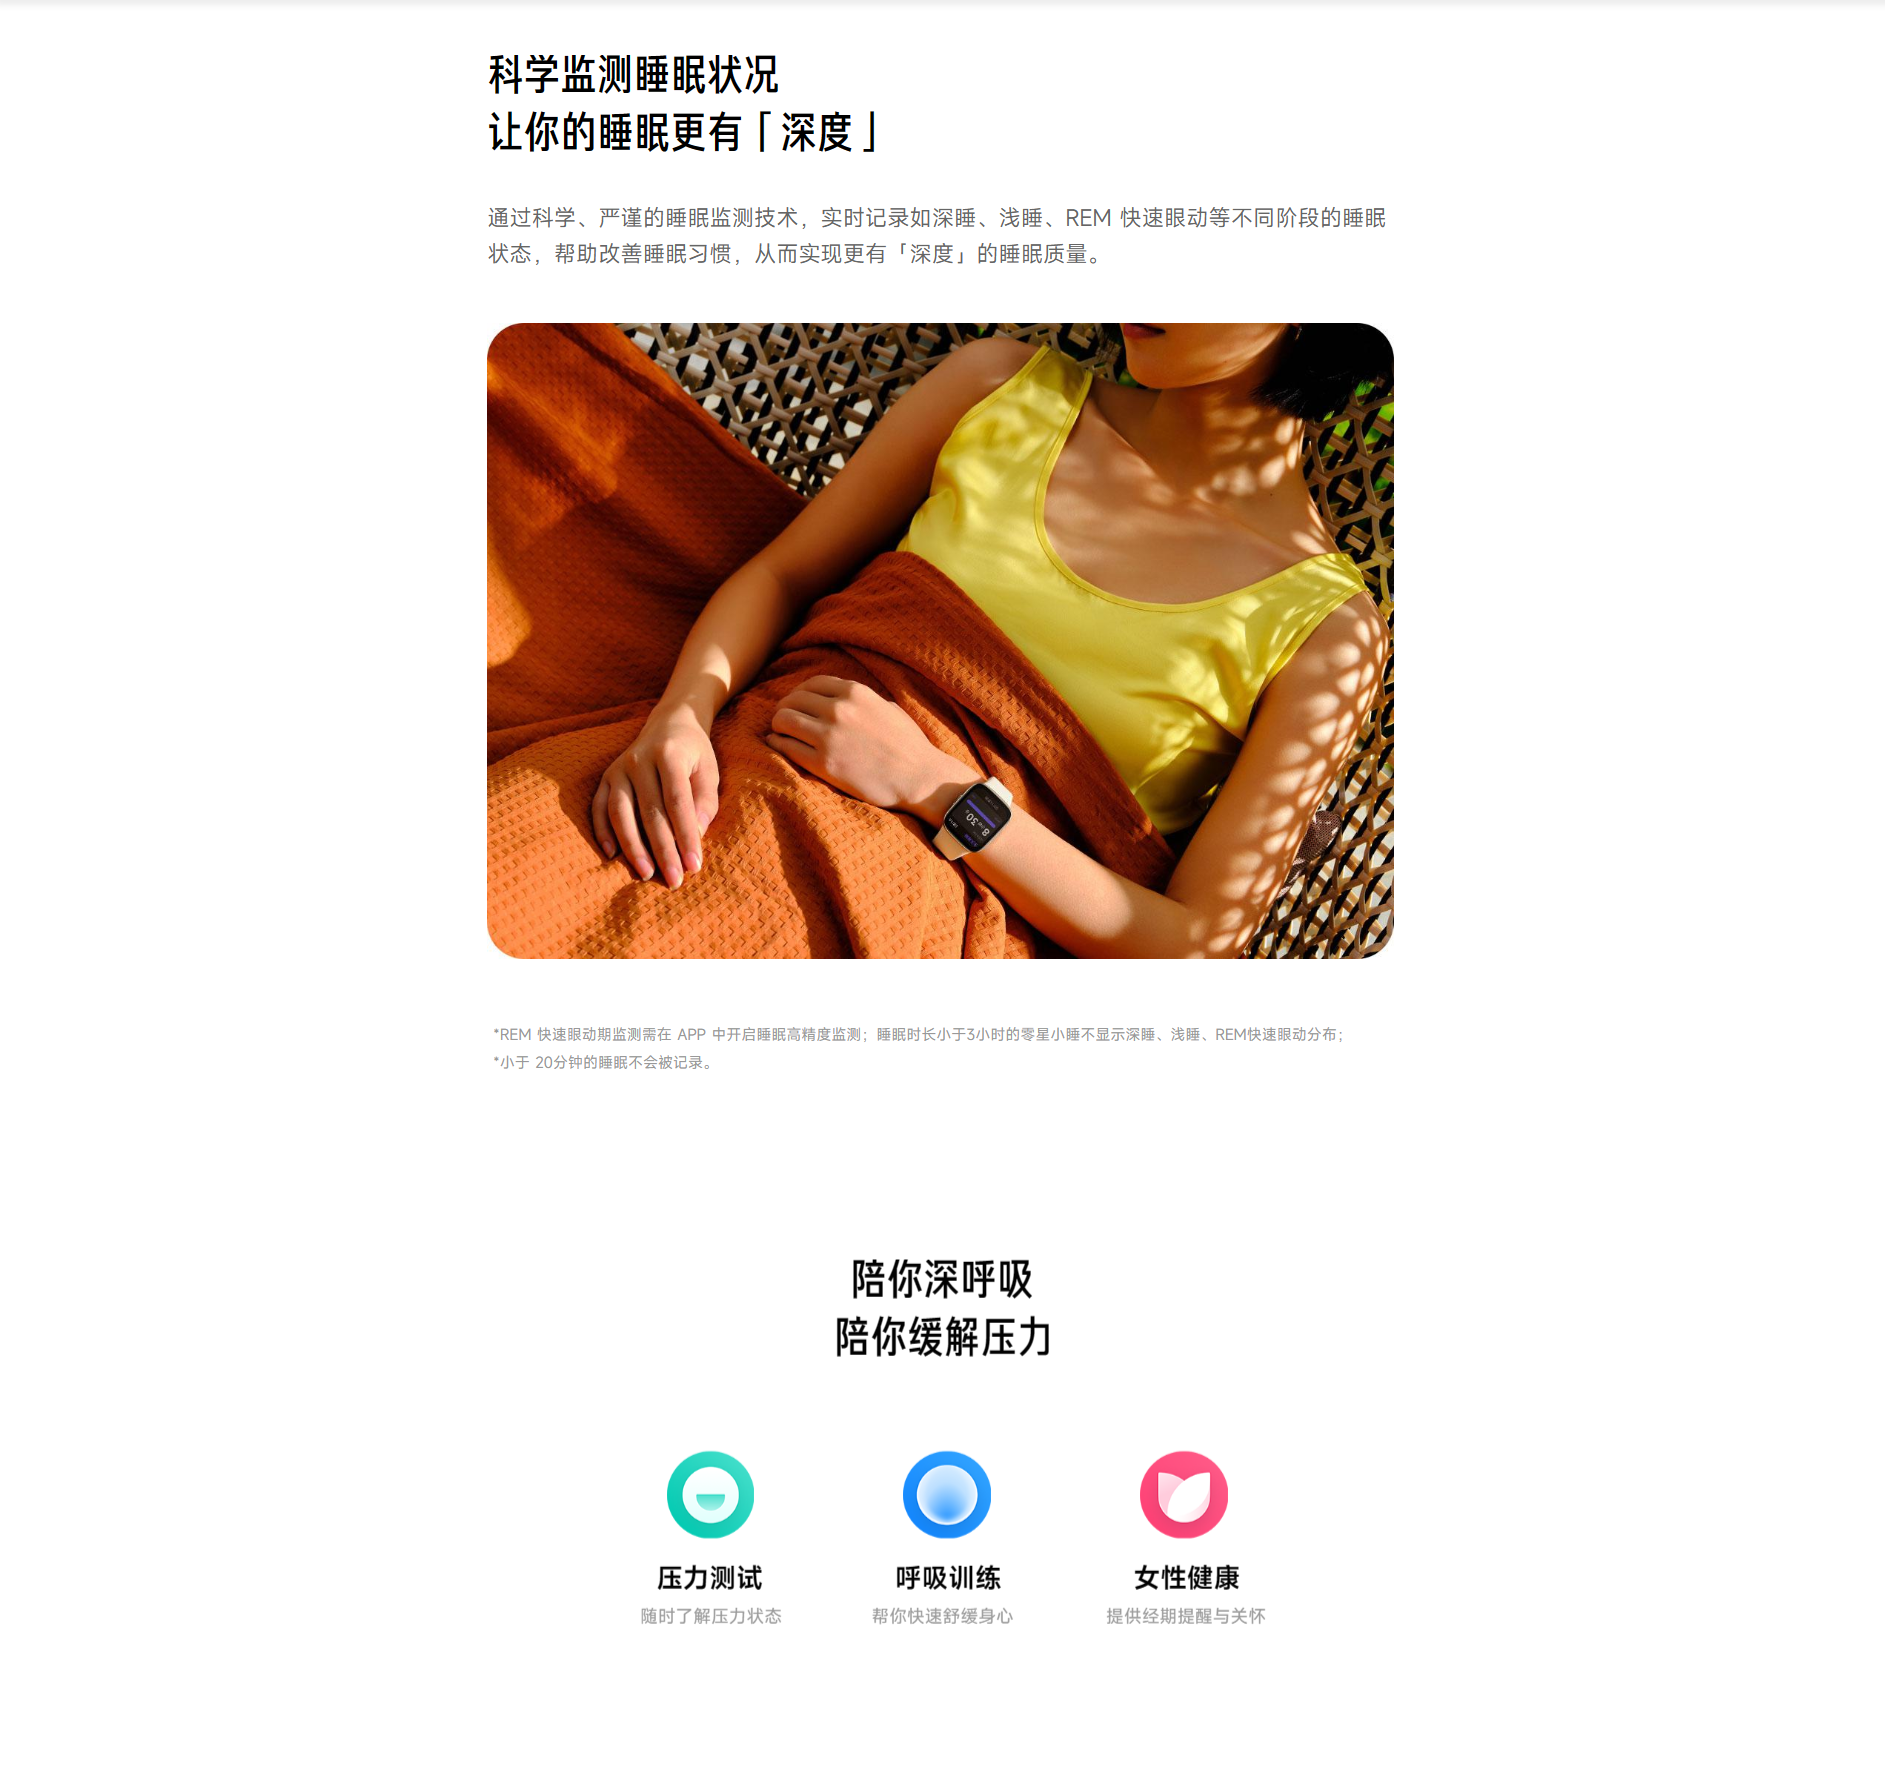 科学监测睡眠状况
让你的睡眠更有「深度」
通过科学、严谨的睡眠监测技术，实时记录如深睡、浅睡、REM 快速眼动等不同阶段的睡眠
状态，帮助改善睡眠习惯，从而实现更有「深度」的睡眠质量。
*REM 快速眼动期监测需在 APP 中开启睡眠高精度监测；睡眠时长小于3小时的零星小睡不显示深睡、浅睡、REM快速眼动分布；
*小于 20分钟的睡眠不会被记录。
陪你深呼吸
陪你缓解压力
压力测试
呼吸训练
女性健康
随时了解压力状态
帮你快速舒缓身心
提供经期提醒与关怀